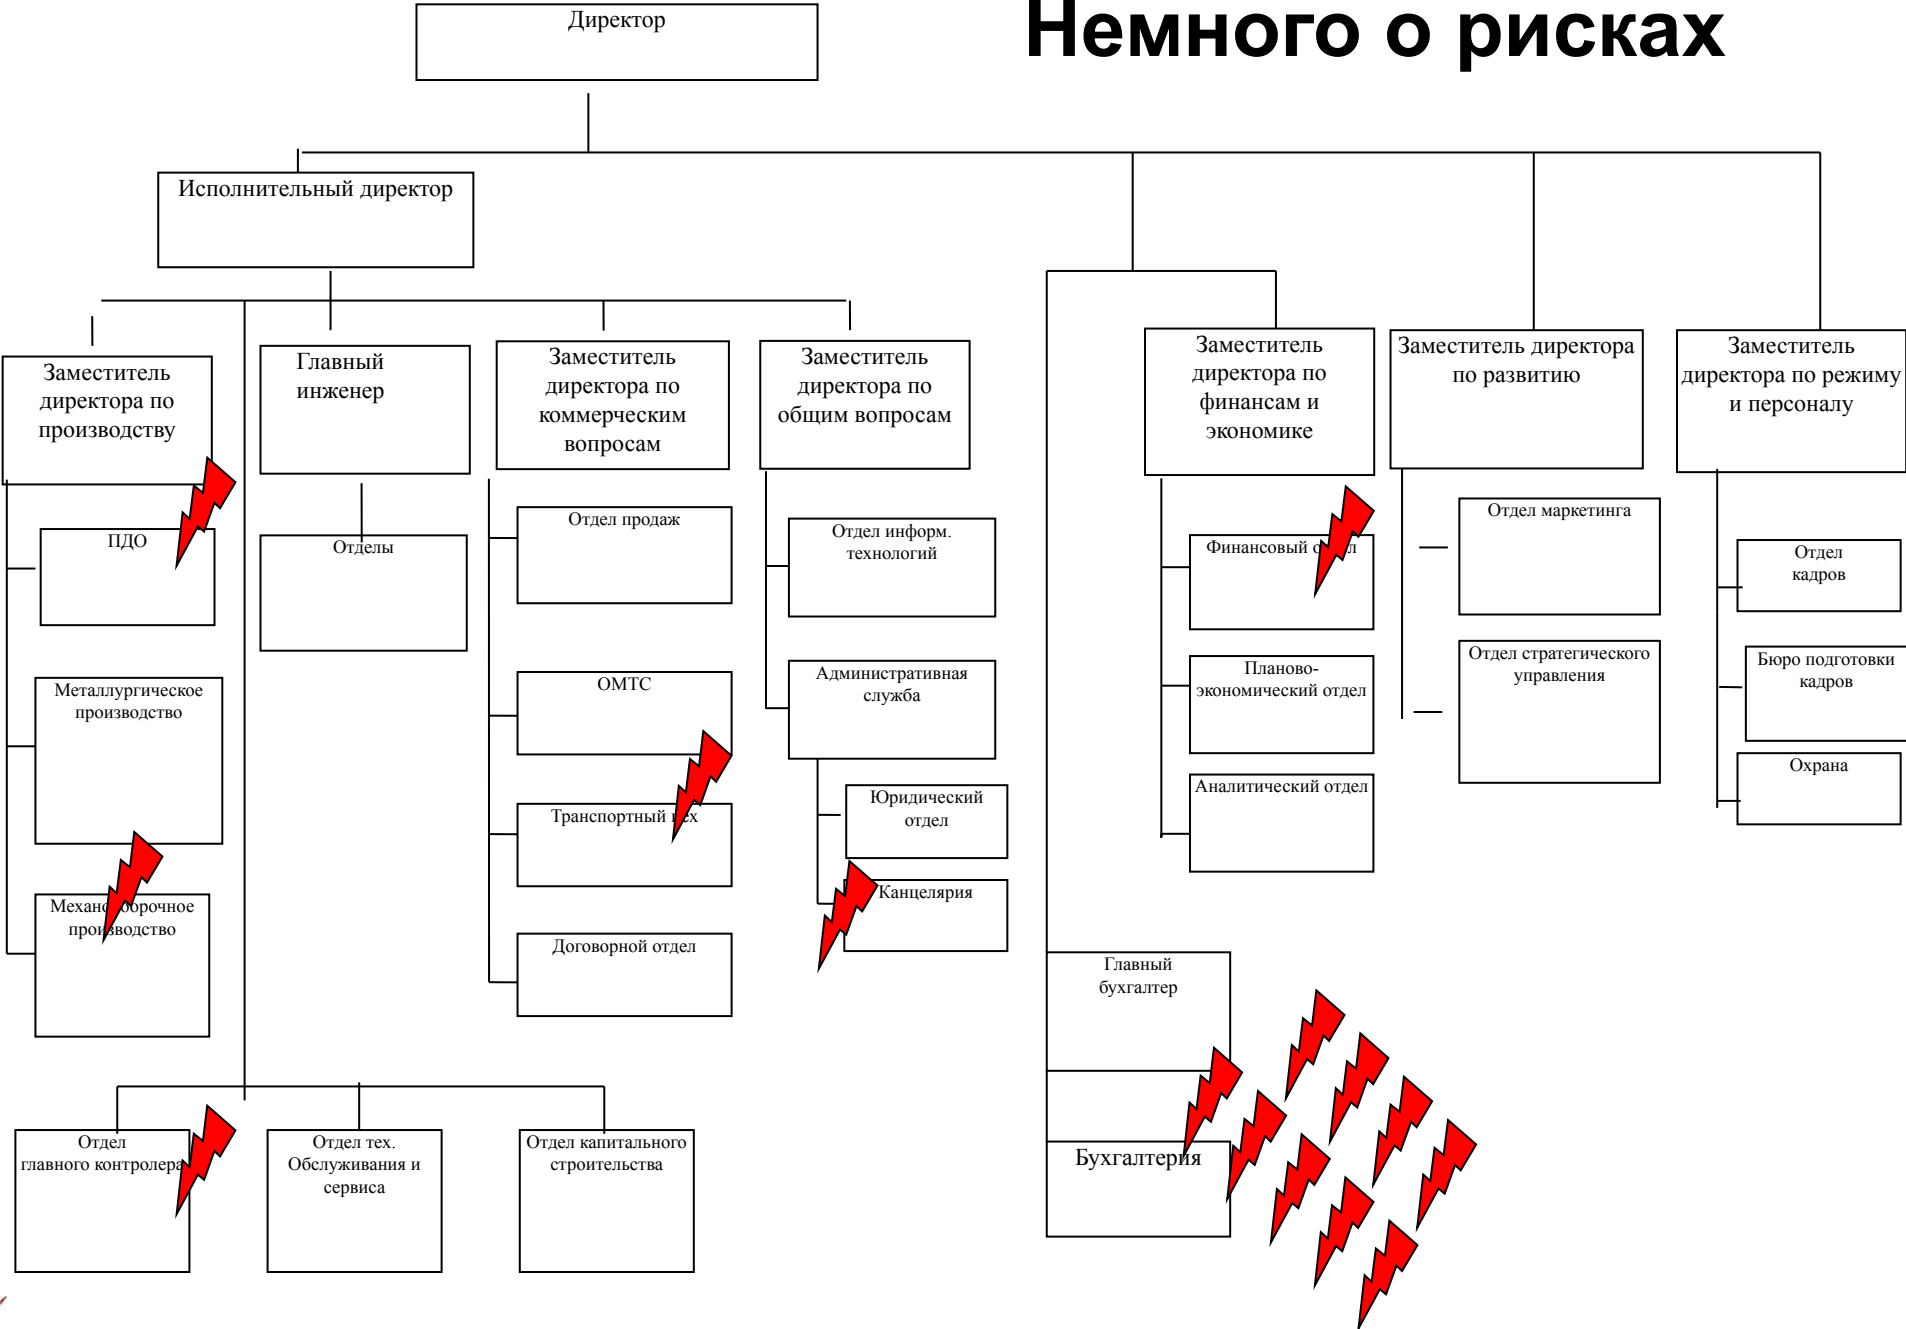 Немного о рисках
Директор
Исполнительный директор
Заместитель
директора по
производству
Главный
инженер
Заместитель
директора по
коммерческим
вопросам
Заместитель
директора по
общим вопросам
Заместитель
директора по
финансам и
экономике
Заместитель директора
по развитию
Заместитель
директора по режиму
и персоналу
ПДО
Металлургическое
производство
производство
Отделы
Отдел продаж
ОМТС
Транспортный
Договорной отдел
Отдел информ.
технологий
Административная
служба
Юридический
отдел
Канцелярия
Финансовый
Планово-
экономический отдел
Аналитический отдел
Отдел маркетинга
Отдел стратегического
управления
Отдел
кадров
Бюро подготовки
кадров
Охрана
Главный
бухгалтер
Бухгалтерия
Отдел
главного контролера
Отдел тех.
Обслуживания и
сервиса
Отдел капитального
строительства